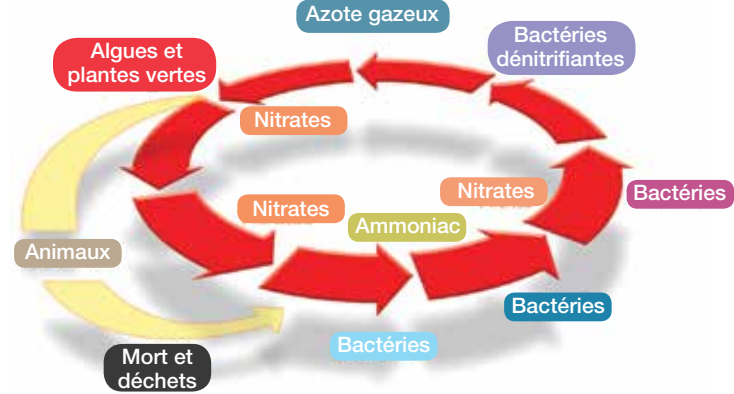 Azote gazeux
Algues et
plantes vertes
Bactéries
dénitrifiantes
Nitrates
Nitrates
Nitrates
Bactéries
Ammoniac
Animaux
Bactéries
Bactéries
Mort et
déchets